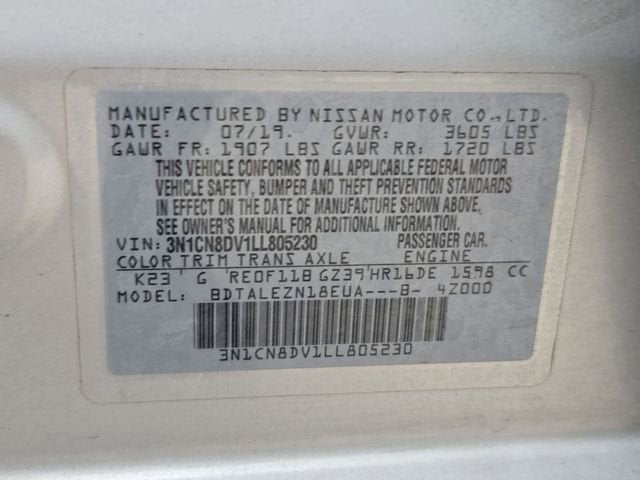 MANUFACTURED BY NISSAN MOTOR CO., LTD.
DATE: 07/19. GVWR: 3605 LBS
GAWR FR: 1907 LBS GAWR RR: 1720 LBS
THIS VEHICLE CONFORMS TO ALL APPLICABLE FEDERAL MOTOR
VEHICLE SAFETY, BUMPER AND THEFT PREVENTION STANDARDS
IN EFFECT ON THE DATE OF MANUFACTURE SHOWN ABOVE.
SEE OWNER'S MANUAL FOR ADDITIONAL INFORMATION.
VIN: 3N1CN8DV1LL805230 PASSENGER CAR.
COLOR TRIM TRANS AXLE ENGINE
K23 G RE0F11B GZ39 HR16DE 1598 CC
MODEL: BDTALEZN18EUA---B- 4Z000
3N1CN8DV1LL805230